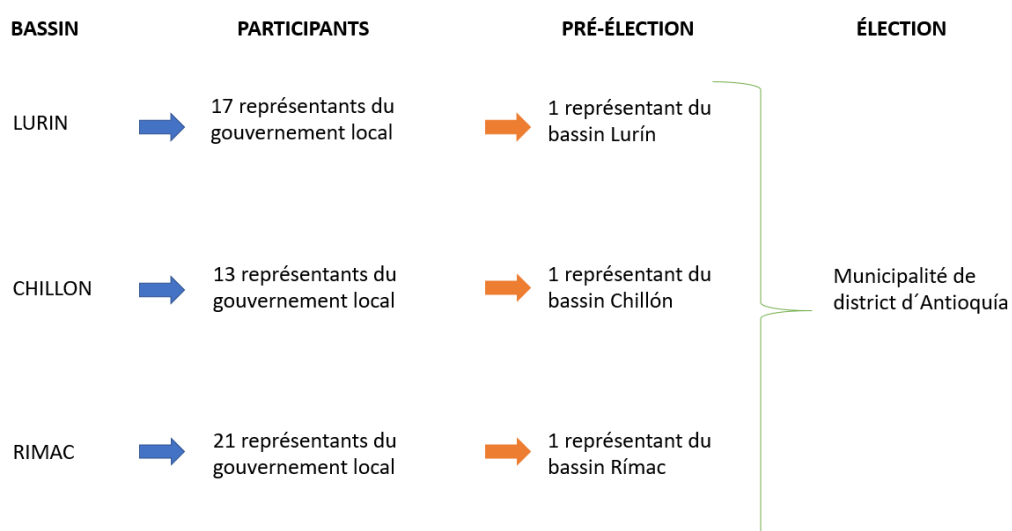 BASSIN PARTICIPANTS PRÉ-ÉLECTION ÉLECTION
LURIN
17 représentants du
gouvernement local
1 représentant du
bassin Lurín
CHILLON
13 représentants du
gouvernement local
1 représentant du
bassin Chillón
Municipalité de
district d´Antioquía
RIMAC
21 représentants du
gouvernement local
1 représentant du
bassin Rímac